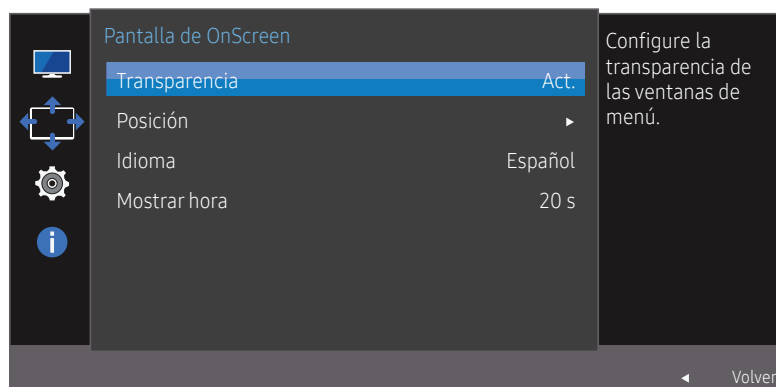 Pantalla de OnScreen
Transparencia Act.
Posición ▸
Idioma Español
Mostrar hora 20 s
Configure la
transparencia de
las ventanas de
menú.
◂ Volver